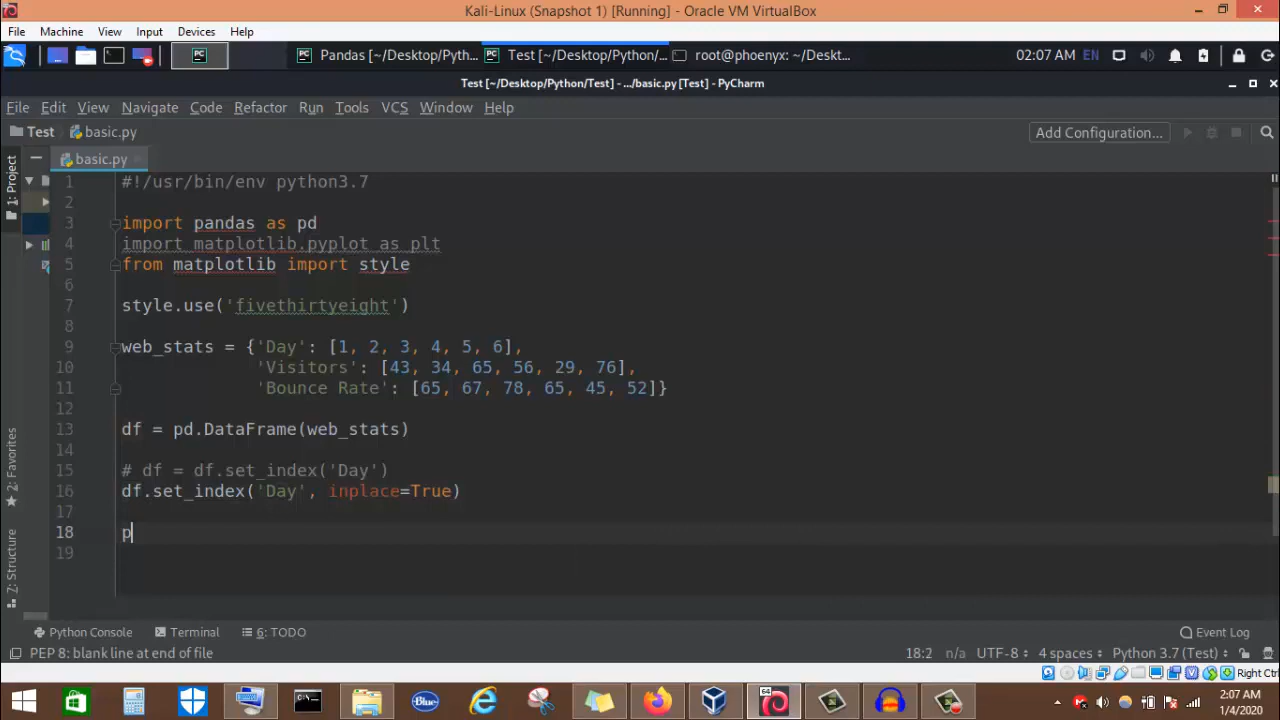 Kali-Linux (Snapshot 1) [Running] - Oracle VM VirtualBox
File Machine View Input Devices Help
Pandas [~/Desktop/Pyth... Test [~/Desktop/Python/... root@phoenyx: ~/Deskt... 02:07 AM EN
Test [~/Desktop/Python/Test] - .../basic.py [Test] - PyCharm
File Edit View Navigate Code Refactor Run Tools VCS Window Help
Test basic.py Add Configuration...
1: Project
basic.py
1 #!/usr/bin/env python3.7
2
3 import pandas as pd
4 import matplotlib.pyplot as plt
5 from matplotlib import style
6
7 style.use('fivethirtyeight')
8
9 web_stats = {'Day': [1, 2, 3, 4, 5, 6],
10 'Visitors': [43, 34, 65, 56, 29, 76],
11 'Bounce Rate': [65, 67, 78, 65, 45, 52]}
12
13 df = pd.DataFrame(web_stats)
14
15 # df = df.set_index('Day')
16 df.set_index('Day', inplace=True)
17
18 p
19
2: Favorites
Z: Structure
Python Console Terminal 6: TODO Event Log
PEP 8: blank line at end of file 18:2 n/a UTF-8 4 spaces Python 3.7 (Test)
Right Ctrl
Blue
64
2:07 AM
1/4/2020